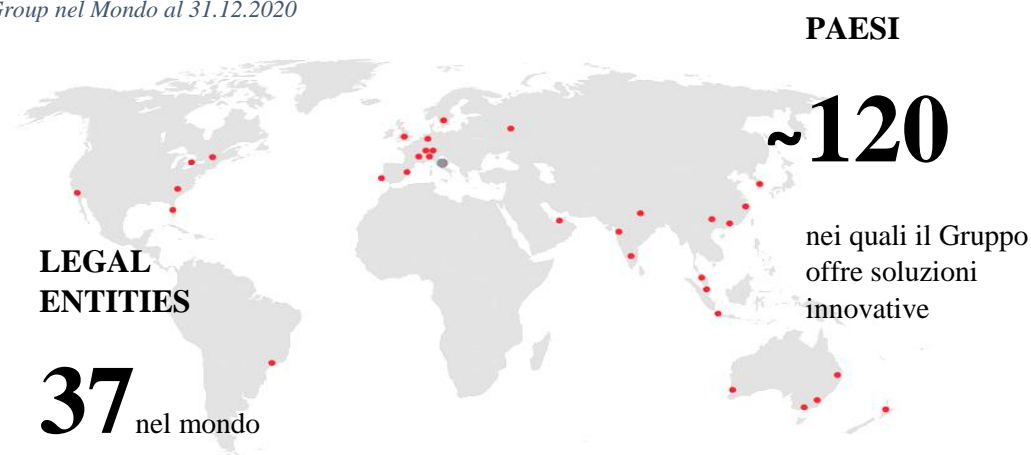 Group nel Mondo al 31.12.2020
PAESI
~120
nei quali il Gruppo
offre soluzioni
innovative
LEGAL
ENTITIES
37 nel mondo